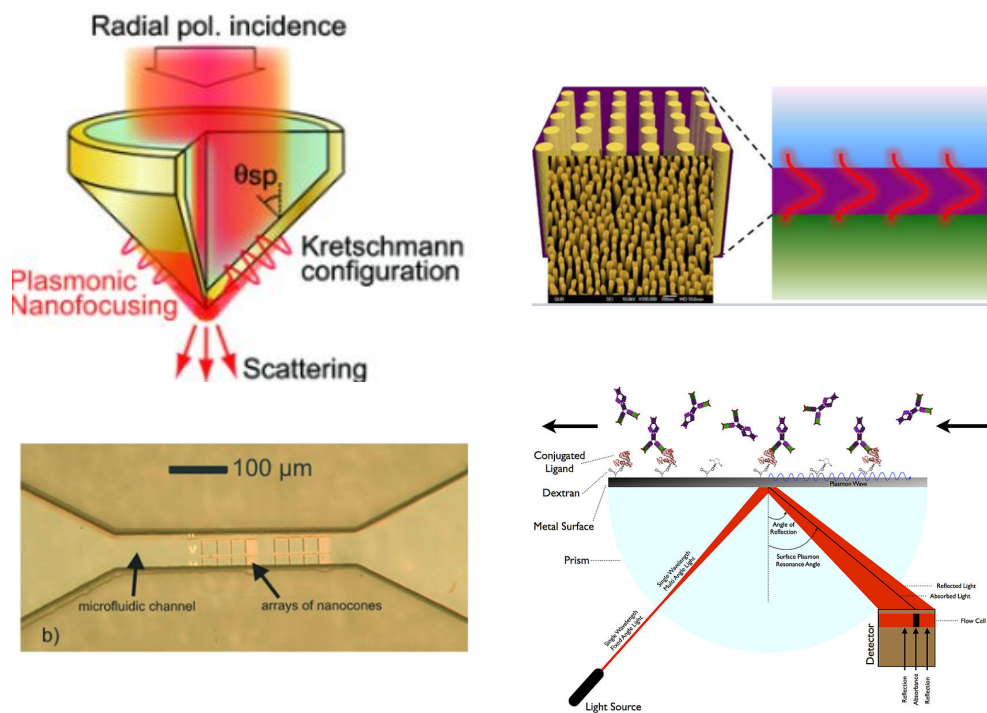 Radial pol. incidence
θsp
Kretschmann
configuration
Plasmonic
Nanofocusing
Scattering
100 µm
microfluidic channel
arrays of nanocones
b)
Conjugated
Ligand
Dextran
Metal Surface
Prism
Plasmon Wave
Angle of
Reflection
Surface Plasmon
Resonance Angle
Single Wavelength
Multi Angle Light
Single Wavelength
Fixed Angle Light
Light Source
Reflected Light
Absorbed Light
Flow Cell
Detector
Reflection
Absorbance
Reflection